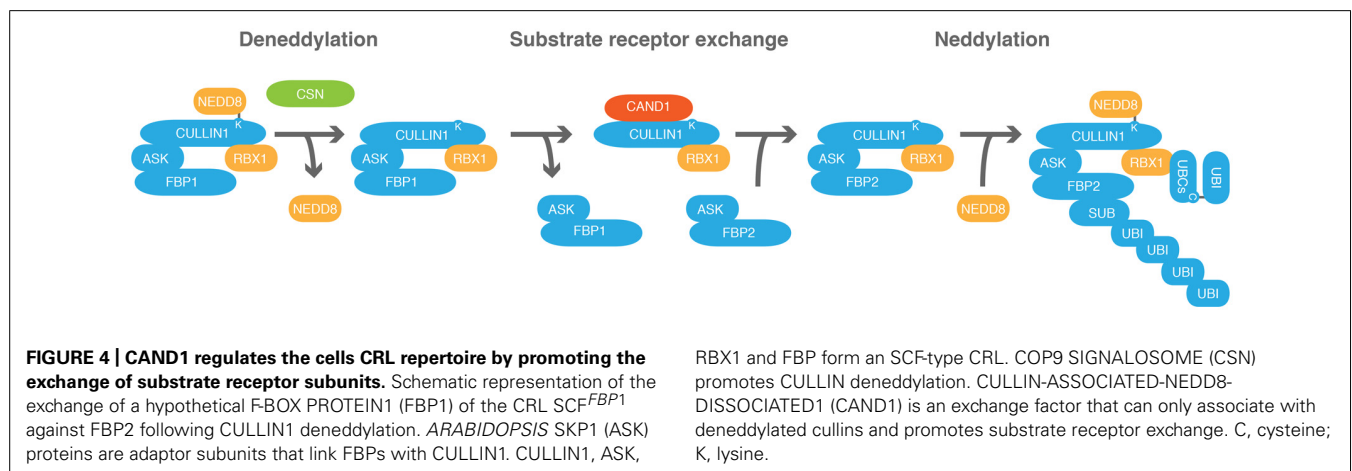 Deneddylation
Substrate receptor exchange
Neddylation
NEDD8
CSN
CULLIN1
K
ASK
RBX1
FBP1
NEDD8
CULLIN1
K
ASK
RBX1
FBP1
CAND1
CULLIN1
K
RBX1
ASK
FBP1
ASK
FBP2
CULLIN1
K
ASK
RBX1
FBP2
NEDD8
NEDD8
CULLIN1
K
ASK
RBX1
UBCs
C
UBI
FBP2
SUB
UBI
UBI
UBI
UBI
FIGURE 4 | CAND1 regulates the cells CRL repertoire by promoting the
exchange of substrate receptor subunits. Schematic representation of the
exchange of a hypothetical F-BOX PROTEIN1 (FBP1) of the CRL SCFFBP1
against FBP2 following CULLIN1 deneddylation. ARABIDOPSIS SKP1 (ASK)
proteins are adaptor subunits that link FBPs with CULLIN1. CULLIN1, ASK,
RBX1 and FBP form an SCF-type CRL. COP9 SIGNALOSOME (CSN)
promotes CULLIN deneddylation. CULLIN-ASSOCIATED-NEDD8-
DISSOCIATED1 (CAND1) is an exchange factor that can only associate with
deneddylated cullins and promotes substrate receptor exchange. C, cysteine;
K, lysine.